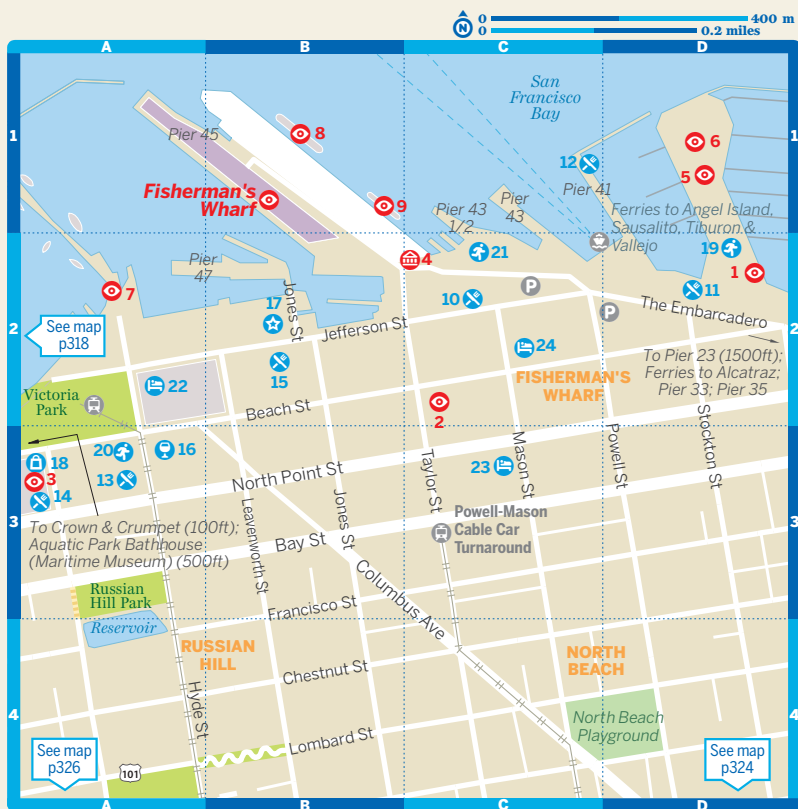 0 400 m
N 0 0.2 miles
A B C D
1
San
Francisco
Bay
Pier 45
8
6
12
5
Pier 41
Fisherman's
Wharf
9
Pier 43
1/2
Pier
43
Ferries to Angel Island,
Sausalito, Tiburon &
Vallejo
1
Pier
47
4
21
19
1
7
17
Jones St
10
P
11
P
The Embarcadero
2
See map
p318
Jefferson St
24
15
To Pier 23 (1500ft);
Ferries to Alcatraz;
Pier 33; Pier 35
2
22
FISHERMAN'S
WHARF
Victoria
Park
Beach St
2
Taylor St
Mason St
Powell St
Stockton St
18
20
16
3
13
14
23
North Point St
Leavenworth St
Jones St
3
Powell-Mason
Cable Car
Turnaround
3
To Crown & Crumpet (100ft);
Aquatic Park Bathhouse
(Maritime Museum) (500ft)
Bay St
Columbus Ave
Russian
Hill Park
Francisco St
Reservoir
RUSSIAN
HILL
NORTH
BEACH
Chestnut St
Hyde St
4
North Beach
Playground
4
Lombard St
See map
p326
101
See map
p324
A B C D